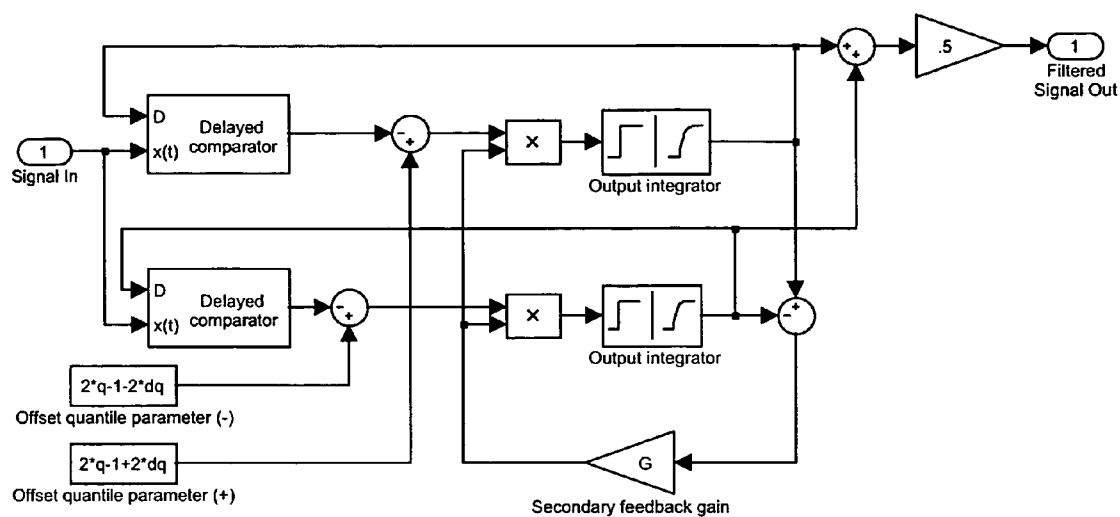 .5
1
Filtered
Signal Out
+
+
D
x(t)
Delayed
comparator
-
+
×
Output integrator
1
Signal In
D
x(t)
Delayed
comparator
-
+
×
Output integrator
+
-
2*q-1-2*dq
Offset quantile parameter (-)
2*q-1+2*dq
Offset quantile parameter (+)
G
Secondary feedback gain